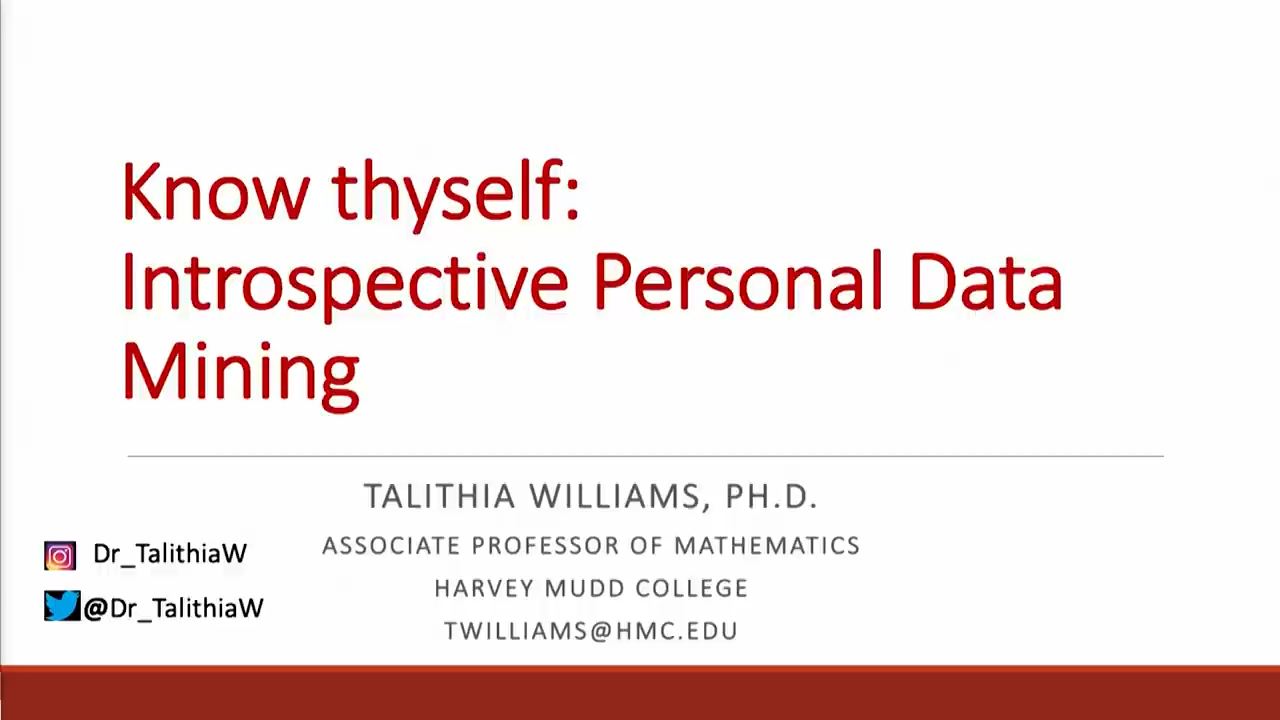 Know thyself:
Introspective Personal Data
Mining
TALITHIA WILLIAMS, PH.D.
ASSOCIATE PROFESSOR OF MATHEMATICS
HARVEY MUDD COLLEGE
TWILLIAMS@HMC.EDU
Dr_TalithiaW
@Dr_TalithiaW